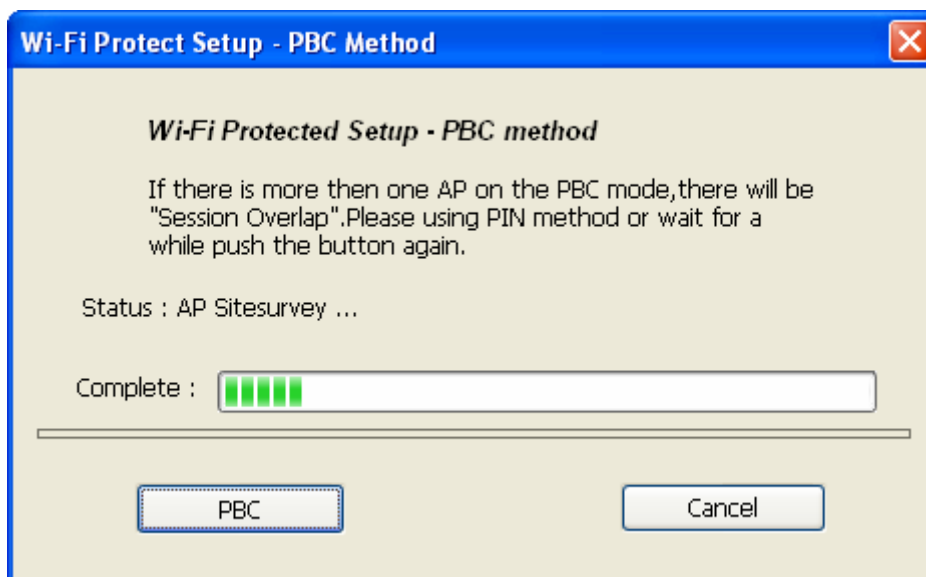 Wi-Fi Protect Setup - PBC Method
Wi-Fi Protected Setup - PBC method
If there is more then one AP on the PBC mode,there will be
"Session Overlap".Please using PIN method or wait for a
while push the button again.
Status : AP Sitesurvey ...
Complete :
PBC
Cancel